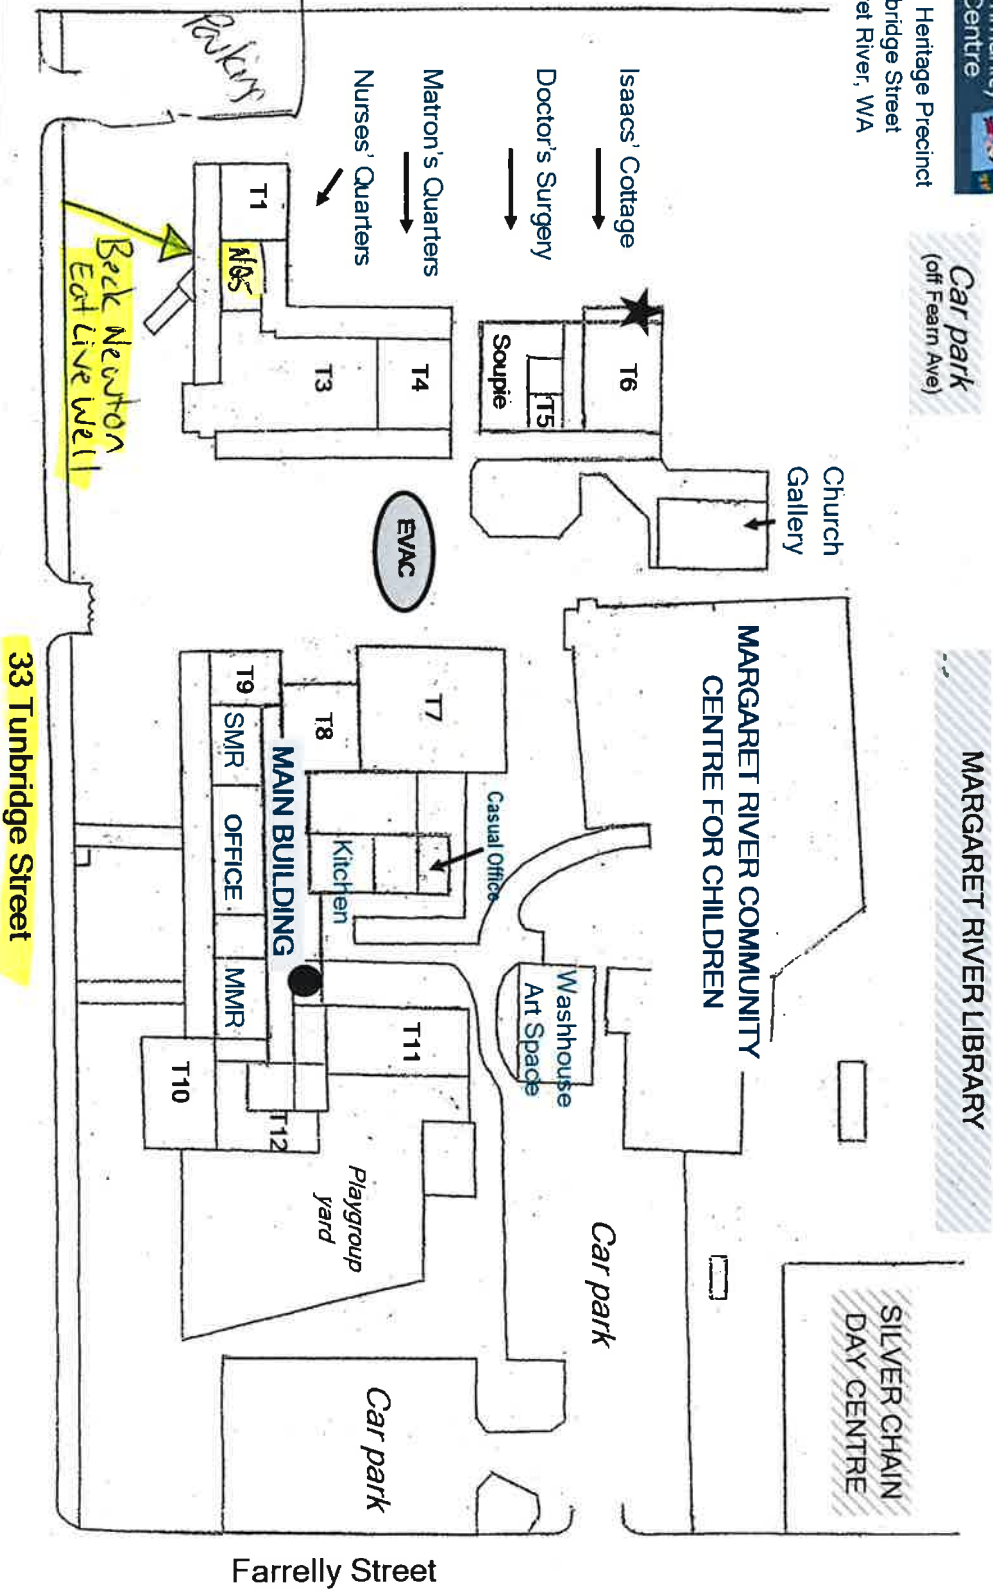 Centre
Heritage Precinct
bridge Street
et River, WA
Car park
(off Fearn Ave)
MARGARET RIVER LIBRARY
SILVER CHAIN
DAY CENTRE
Church
Gallery
MARGARET RIVER COMMUNITY
CENTRE FOR CHILDREN
Isaacs' Cottage
Doctor's Surgery
Matron's Quarters
Nurses' Quarters
Parking
T6
T5
Soupie
T4
T3
T1
NQS
EVAC
Washhouse
Art Space
Car park
Casual Office
T7
T8
Kitchen
T11
Playgroup
yard
Car park
MAIN BUILDING
T9
SMR
OFFICE
MMR
T12
T10
Beck Newton
Eat Live Well
33 Tunbridge Street
Farrelly Street